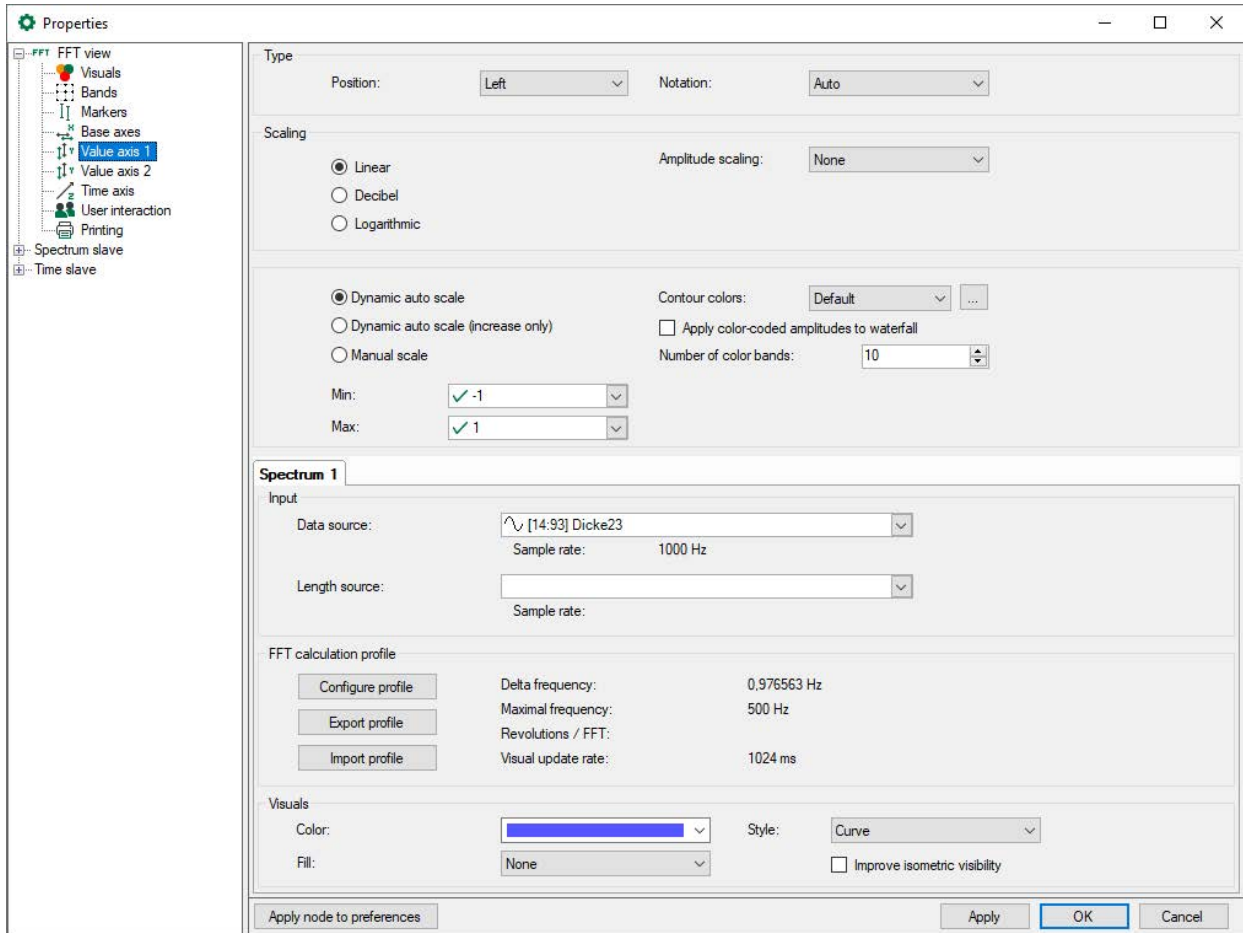 Properties
FFT FFT view
Visuals
Bands
Markers
X Base axes
Y Value axis 1
Y Value axis 2
Z Time axis
User interaction
Printing
Spectrum slave
Time slave
Type
Position: Left Notation: Auto
Scaling
Linear Amplitude scaling: None
Decibel
Logarithmic
Dynamic auto scale Contour colors: Default ...
Dynamic auto scale (increase only) Apply color-coded amplitudes to waterfall
Manual scale Number of color bands: 10
Min: -1
Max: 1
Spectrum 1
Input
Data source: [14:93] Dicke23
Sample rate: 1000 Hz
Length source:
Sample rate:
FFT calculation profile
Configure profile Delta frequency: 0,976563 Hz
Maximal frequency: 500 Hz
Export profile
Revolutions / FFT:
Import profile Visual update rate: 1024 ms
Visuals
Color: Style: Curve
Fill: None Improve isometric visibility
Apply node to preferences Apply OK Cancel